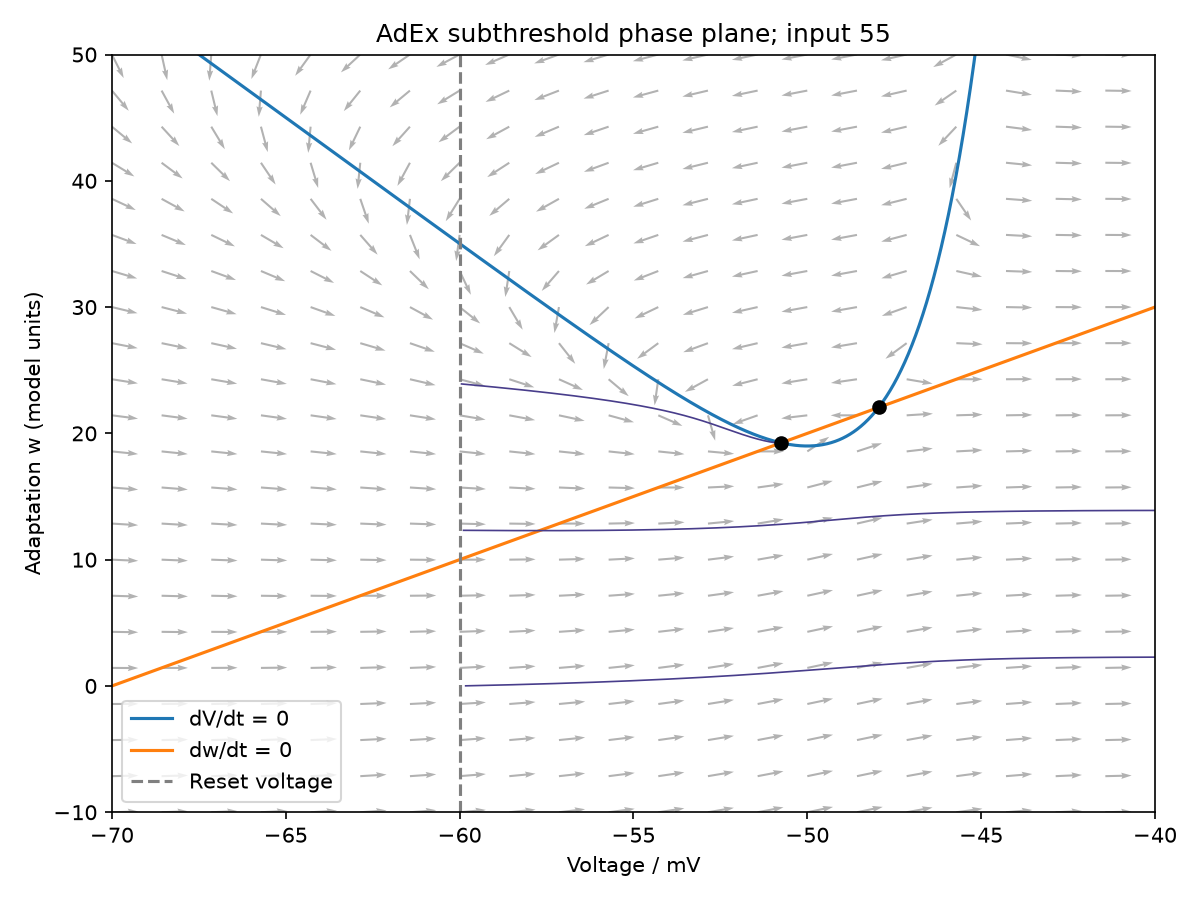 AdEx subthreshold phase plane; input 55
50
40
30
20
10
0
−10
Adaptation w (model units)
dV/dt = 0
dw/dt = 0
Reset voltage
−70 −65 −60 −55 −50 −45 −40
Voltage / mV